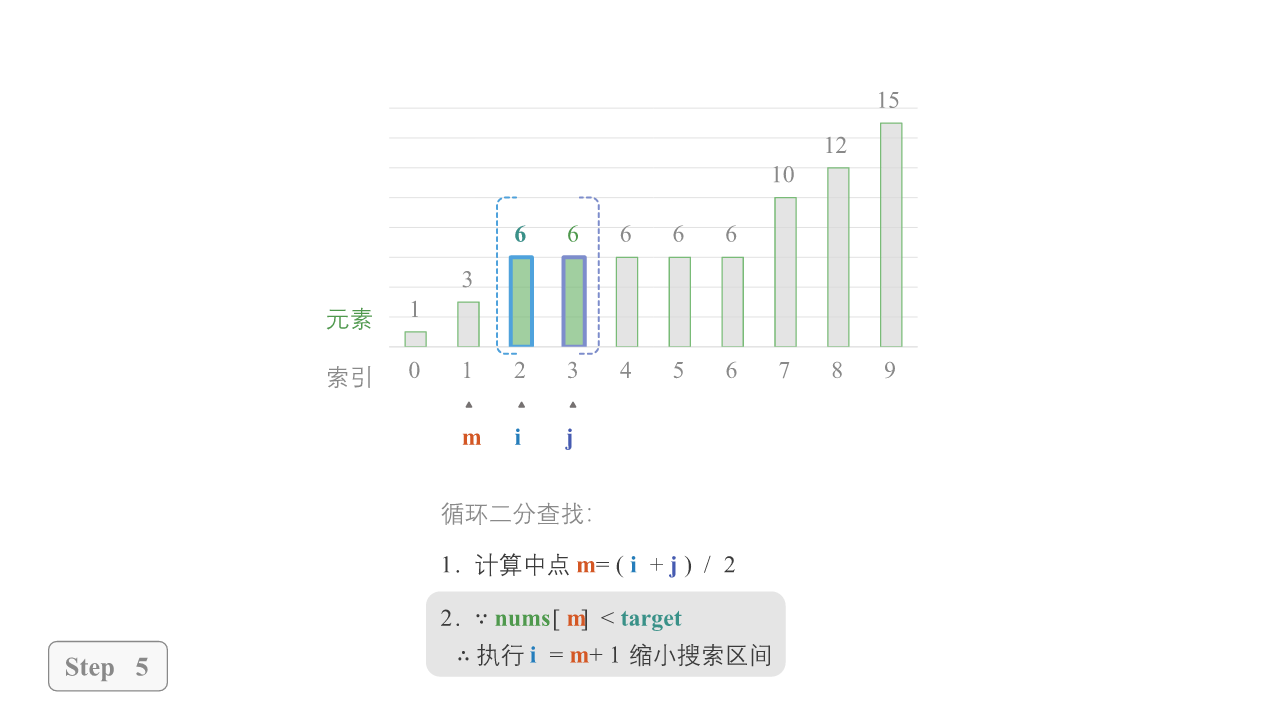 15
12
10
6 6 6 6 6
3
1
元素
索引 0 1 2 3 4 5 6 7 8 9
m i j
循环二分查找：
1. 计算中点 m = ( i + j ) / 2
2. ∵ nums[ m ] < target
∴ 执行 i = m + 1 缩小搜索区间
Step 5